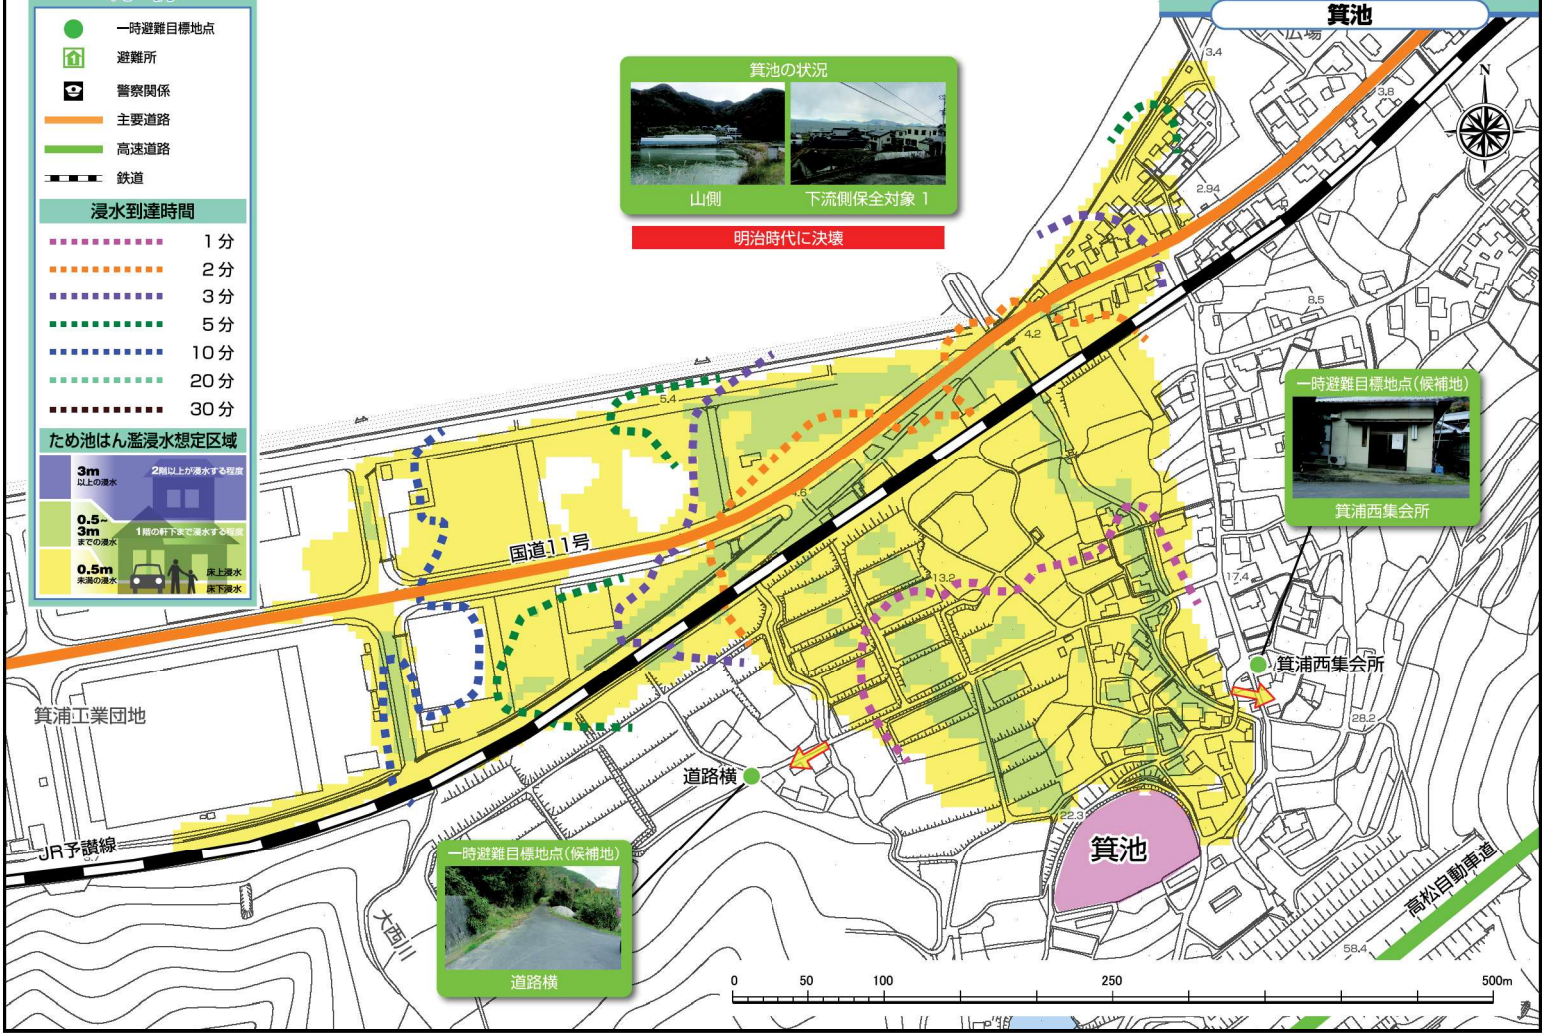 一時避難目標地点
避難所
警察関係
主要道路
高速道路
鉄道
浸水到達時間
1分
2分
3分
5分
10分
20分
30分
ため池はん濫浸水想定区域
3m
以上の浸水
2階以上が浸水する程度
0.5~
3m
までの浸水
1階の軒下まで浸水する程度
0.5m
未満の浸水
床上浸水
床下浸水
箕池
広場
N
3.4
3.8
2.94
8.5
箕池の状況
山側
下流側保全対象 1
明治時代に決壊
4.2
5.4
国道11号
13.2
17.4
一時避難目標地点(候補地)
箕浦西集会所
箕浦西集会所
28.2
箕浦工業団地
道路横
22.3
箕池
JR予讃線
大西川
一時避難目標地点(候補地)
道路横
高松自動車道
58.4
0
50
100
250
500m